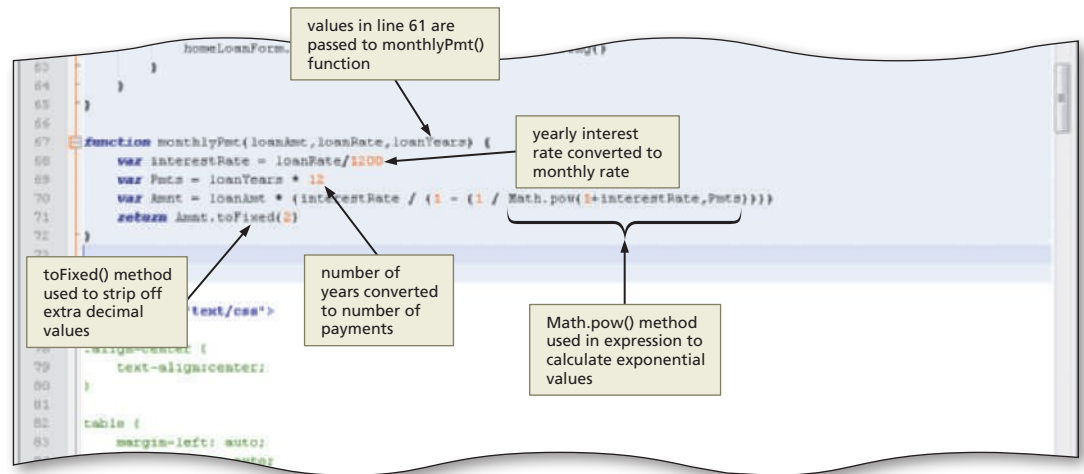 values in line 61 are
passed to monthlyPmt()
function
homeLoanForm.
63 }
64 }
65 }
66
67 function monthlyPmt(loanAmt,loanRate,loanYears) {
68 var interestRate = loanRate/1200
69 var Pmts = loanYears * 12
70 var Amnt = loanAmt * (interestRate / (1 - (1 / Math.pow(1+interestRate,Pmts))))
71 return Amnt.toFixed(2)
72 }
73
yearly interest
rate converted to
monthly rate
toFixed() method
used to strip off
extra decimal
values
number of
years converted
to number of
payments
Math.pow() method
used in expression to
calculate exponential
values
"text/css">
.align-center {
79 text-align:center;
80 }
81
82 table {
83 margin-left: auto;
auto;